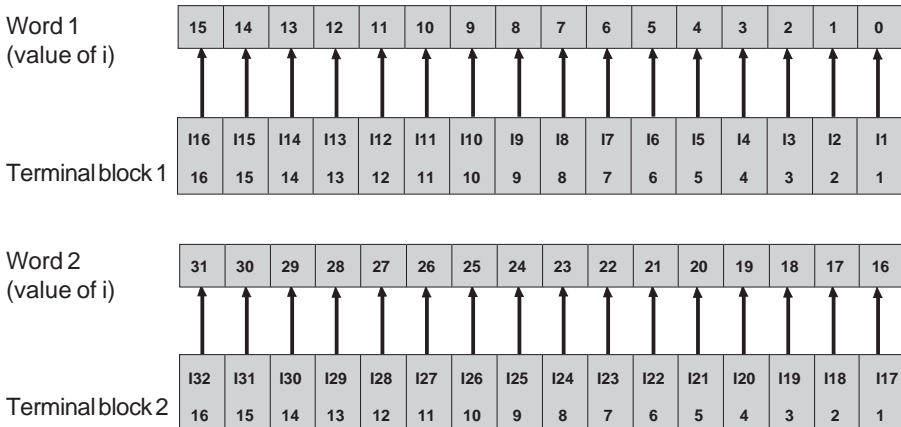 Word 1
(value of i)
15 14 13 12 11 10 9 8 7 6 5 4 3 2 1 0
I16 I15 I14 I13 I12 I11 I10 I9 I8 I7 I6 I5 I4 I3 I2 I1
Terminal block 1
16 15 14 13 12 11 10 9 8 7 6 5 4 3 2 1
Word 2
(value of i)
31 30 29 28 27 26 25 24 23 22 21 20 19 18 17 16
I32 I31 I30 I29 I28 I27 I26 I25 I24 I23 I22 I21 I20 I19 I18 I17
Terminal block 2
16 15 14 13 12 11 10 9 8 7 6 5 4 3 2 1